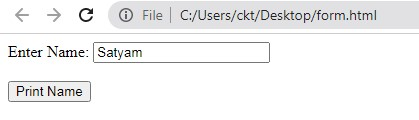 File | C:/Users/ckt/Desktop/form.html
Enter Name: Satyam
Print Name